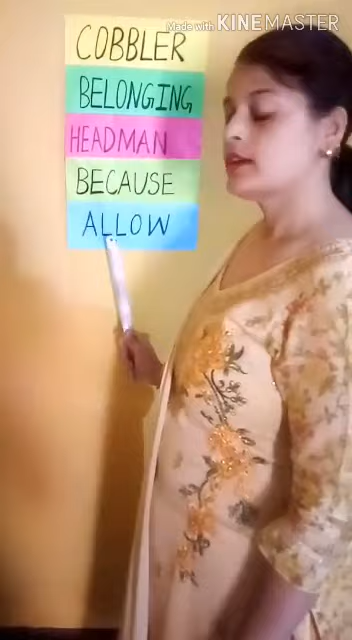 Made with KINEMASTER
COBBLER
BELONGING
HEADMAN
BECAUSE
ALLOW